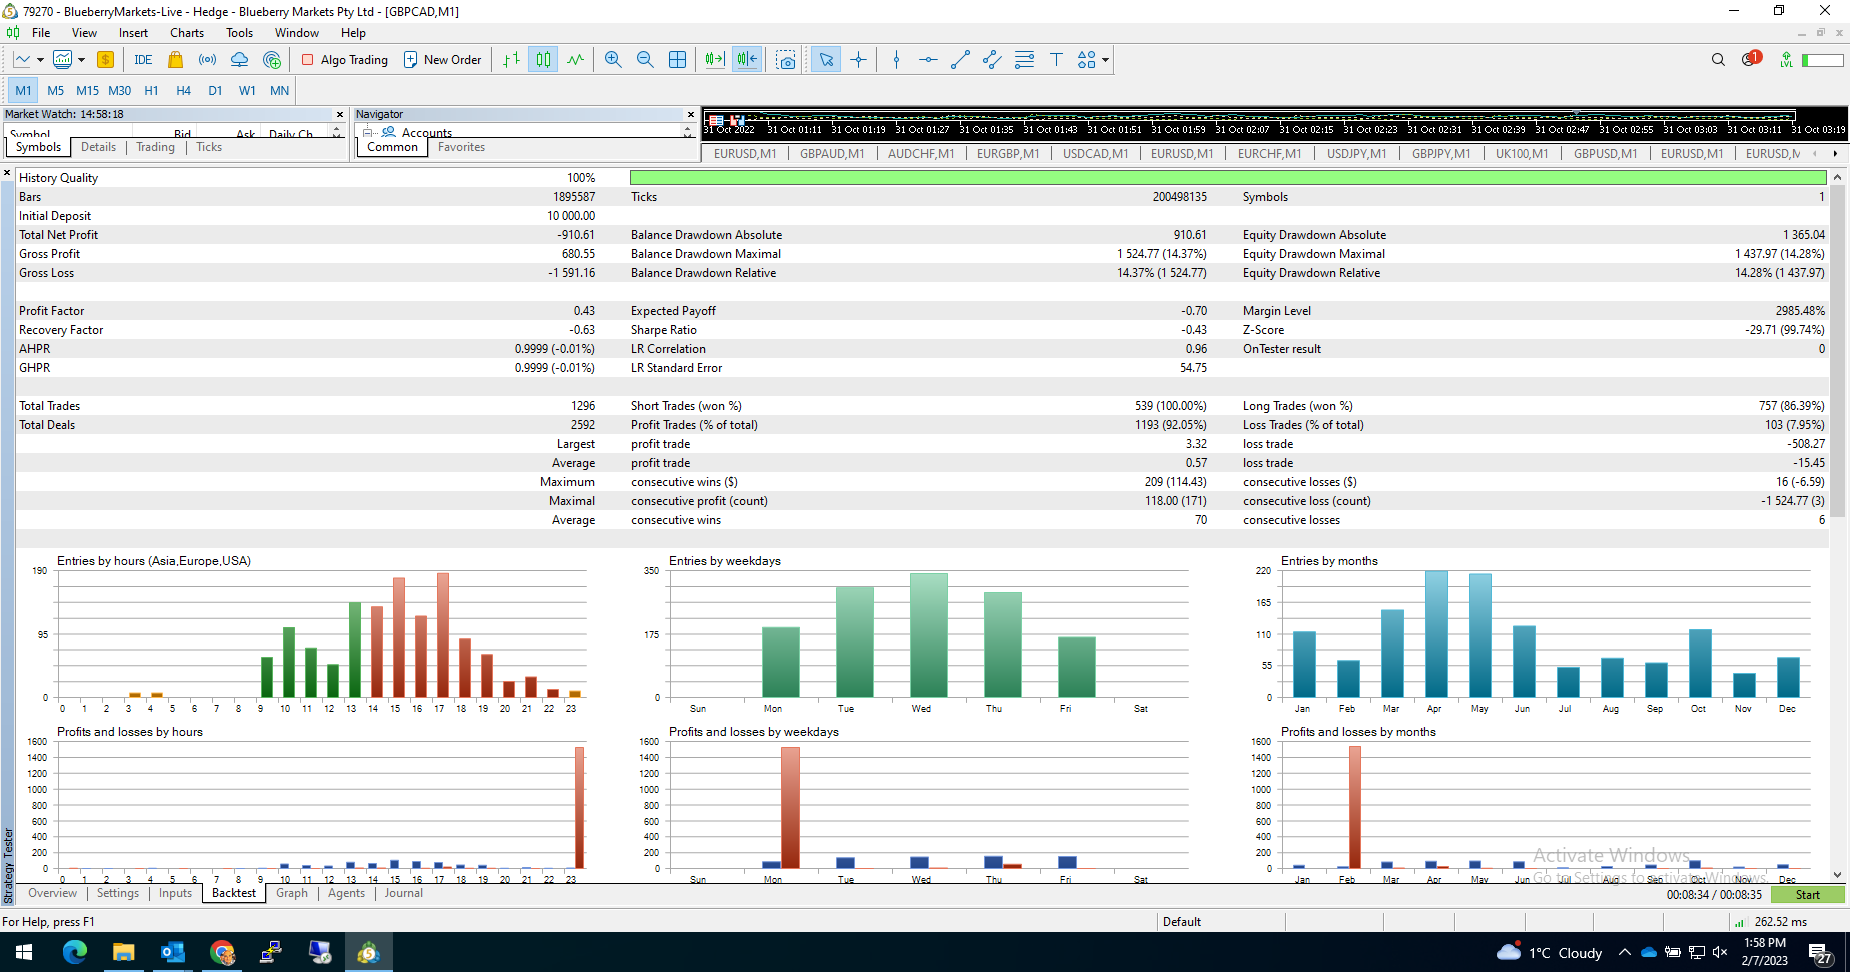 79270 - BlueberryMarkets-Live - Hedge - Blueberry Markets Pty Ltd - [GBPCAD,M1]
File View Insert Charts Tools Window Help
IDE Algo Trading New Order 1 LVL
M1 M5 M15 M30 H1 H4 D1 W1 MN
Market Watch: 14:58:18
Symbol Bid Ask Daily Ch...
Symbols Details Trading Ticks
Navigator
Accounts
Common Favorites
31 Oct 2022 31 Oct 01:11 31 Oct 01:19 31 Oct 01:27 31 Oct 01:35 31 Oct 01:43 31 Oct 01:51 31 Oct 01:59 31 Oct 02:07 31 Oct 02:15 31 Oct 02:23 31 Oct 02:31 31 Oct 02:39 31 Oct 02:47 31 Oct 02:55 31 Oct 03:03 31 Oct 03:11 31 Oct 03:19
EURUSD,M1 GBPAUD,M1 AUDCHF,M1 EURGBP,M1 USDCAD,M1 EURUSD,M1 EURCHF,M1 USDJPY,M1 GBPJPY,M1 UK100,M1 GBPUSD,M1 EURUSD,M1 EURUSD,M
History Quality 100%
Bars 1895587 Ticks 200498135 Symbols 1
Initial Deposit 10 000.00
Total Net Profit -910.61 Balance Drawdown Absolute 910.61 Equity Drawdown Absolute 1 365.04
Gross Profit 680.55 Balance Drawdown Maximal 1 524.77 (14.37%) Equity Drawdown Maximal 1 437.97 (14.28%)
Gross Loss -1 591.16 Balance Drawdown Relative 14.37% (1 524.77) Equity Drawdown Relative 14.28% (1 437.97)
Profit Factor 0.43 Expected Payoff -0.70 Margin Level 2985.48%
Recovery Factor -0.63 Sharpe Ratio -0.43 Z-Score -29.71 (99.74%)
AHPR 0.9999 (-0.01%) LR Correlation 0.96 OnTester result 0
GHPR 0.9999 (-0.01%) LR Standard Error 54.75
Total Trades 1296 Short Trades (won %) 539 (100.00%) Long Trades (won %) 757 (86.39%)
Total Deals 2592 Profit Trades (% of total) 1193 (92.05%) Loss Trades (% of total) 103 (7.95%)
Largest profit trade 3.32 loss trade -508.27
Average profit trade 0.57 loss trade -15.45
Maximum consecutive wins ($) 209 (114.43) consecutive losses ($) 16 (-6.59)
Maximal consecutive profit (count) 118.00 (171) consecutive loss (count) -1 524.77 (3)
Average consecutive wins 70 consecutive losses 6
Entries by hours (Asia,Europe,USA)
190
95
0
0 1 2 3 4 5 6 7 8 9 10 11 12 13 14 15 16 17 18 19 20 21 22 23
Entries by weekdays
350
175
0
Sun Mon Tue Wed Thu Fri Sat
Entries by months
220
165
110
55
0
Jan Feb Mar Apr May Jun Jul Aug Sep Oct Nov Dec
Profits and losses by hours
1600
1400
1200
1000
800
600
400
200
0
0 1 2 3 4 5 6 7 8 9 10 11 12 13 14 15 16 17 18 19 20 21 22 23
Profits and losses by weekdays
1600
1400
1200
1000
800
600
400
200
0
Sun Mon Tue Wed Thu Fri Sat
Profits and losses by months
1600
1400
1200
1000
800
600
400
200
0
Jan Feb Mar Apr May Jun Jul Aug Sep Oct Nov Dec
Activate Windows
Go to Settings to activate Windows.
Strategy Tester
Overview Settings Inputs Backtest Graph Agents Journal
00:08:34 / 00:08:35 Start
For Help, press F1 Default 262.52 ms
1°C Cloudy
1:58 PM
2/7/2023
27